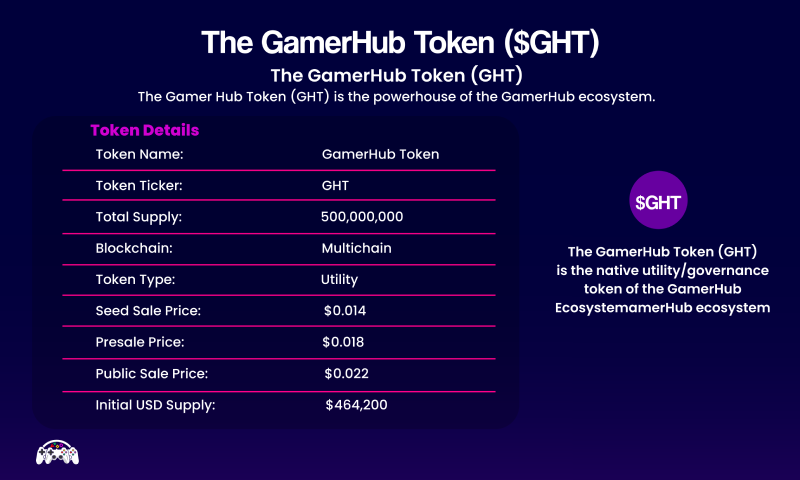 The GamerHub Token ($GHT)
The GamerHub Token (GHT)
The Gamer Hub Token (GHT) is the powerhouse of the GamerHub ecosystem.
Token Details
Token Name: GamerHub Token
Token Ticker: GHT
Total Supply: 500,000,000
Blockchain: Multichain
Token Type: Utility
Seed Sale Price: $0.014
Presale Price: $0.018
Public Sale Price: $0.022
Initial USD Supply: $464,200
$GHT
The GamerHub Token (GHT)
is the native utility/governance
token of the GamerHub
EcosystemamerHub ecosystem